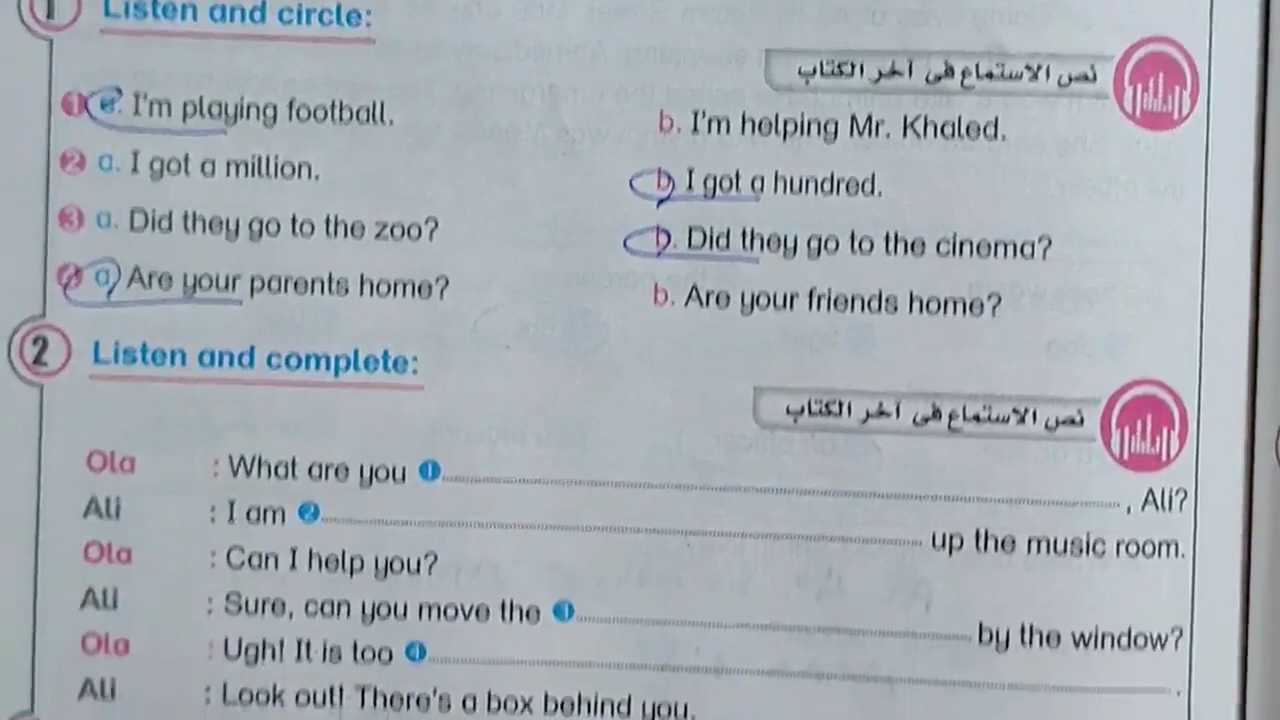 1 Listen and circle:
نص الاستماع في آخر الكتاب
1 a. I'm playing football. b. I'm helping Mr. Khaled.
2 a. I got a million. b. I got a hundred.
3 a. Did they go to the zoo? b. Did they go to the cinema?
4 a. Are your parents home? b. Are your friends home?
2 Listen and complete:
نص الاستماع في آخر الكتاب
Ola : What are you 1 ........ , Ali?
Ali : I am 2 ........ up the music room.
Ola : Can I help you?
Ali : Sure, can you move the 3 ........ by the window?
Ola : Ugh! It is too 4 ........ .
Ali : Look out! There's a box behind you.